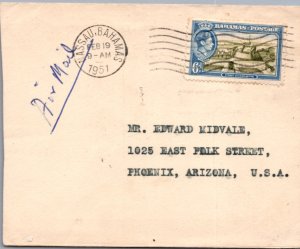 NASSAU · BAHAMAS
FEB 19
9 - AM
1951
BAHAMAS · POSTAGE
6D
Air Mail
MR. EDWARD MIDVALE,
1025 EAST POLK STREET,
PHOENIX, ARIZONA, U.S.A.